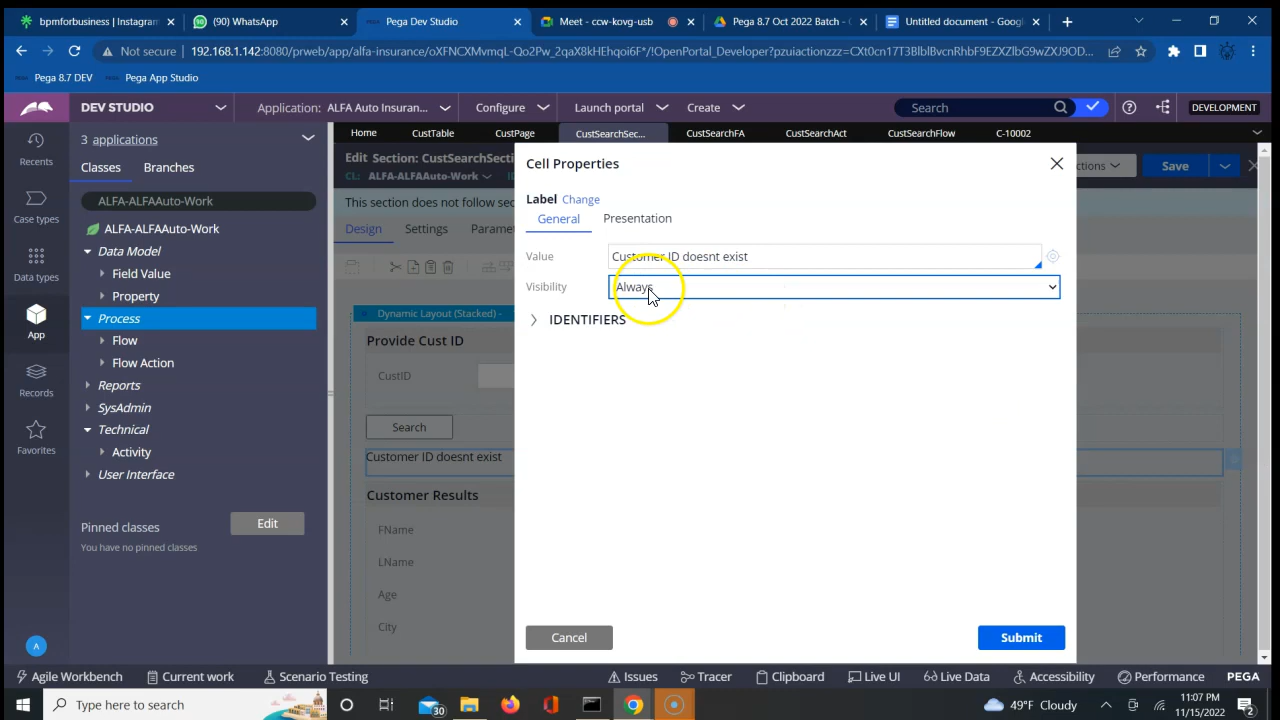 bpmforbusiness | Instagram
(90) WhatsApp
Pega Dev Studio
Meet - ccw-kovg-usb
Pega 8.7 Oct 2022 Batch -
Untitled document - Googl
Not secure | 192.168.1.142:8080/prweb/app/alfa-insurance/oXFNCXMvmqL-Qo2Pw_2qaX8kHEhqoi6F*/!OpenPortal_Developer?pzuiactionzzz=CXt0cn17T3BlblBvcnRhbF9EZXZlbG9wZXJ9OD...
Pega 8.7 DEV
Pega App Studio
DEV STUDIO
Application: ALFA Auto Insuran...
Configure
Launch portal
Create
Search
DEVELOPMENT
Recents
Case types
Data types
App
Records
Favorites
A
3 applications
Classes
Branches
ALFA-ALFAAuto-Work
ALFA-ALFAAuto-Work
Data Model
Field Value
Property
Process
Flow
Flow Action
Reports
SysAdmin
Technical
Activity
User Interface
Pinned classes
Edit
You have no pinned classes
Home
CustTable
CustPage
CustSearchSec...
CustSearchFA
CustSearchAct
CustSearchFlow
C-10002
Edit Section: CustSearchSecti
CL: ALFA-ALFAAuto-Work
ctions
Save
This section does not follow sec
Design
Settings
Paramet
Dynamic Layout (Stacked) -
Provide Cust ID
CustID
Search
Customer ID doesnt exist
Customer Results
FName
LName
Age
City
Cell Properties
Label Change
General
Presentation
Value
Customer ID doesnt exist
Visibility
Always
IDENTIFIERS
Cancel
Submit
Agile Workbench
Current work
Scenario Testing
Issues
Tracer
Clipboard
Live UI
Live Data
Accessibility
Performance
PEGA
Type here to search
30
49°F Cloudy
11:07 PM
11/15/2022
2